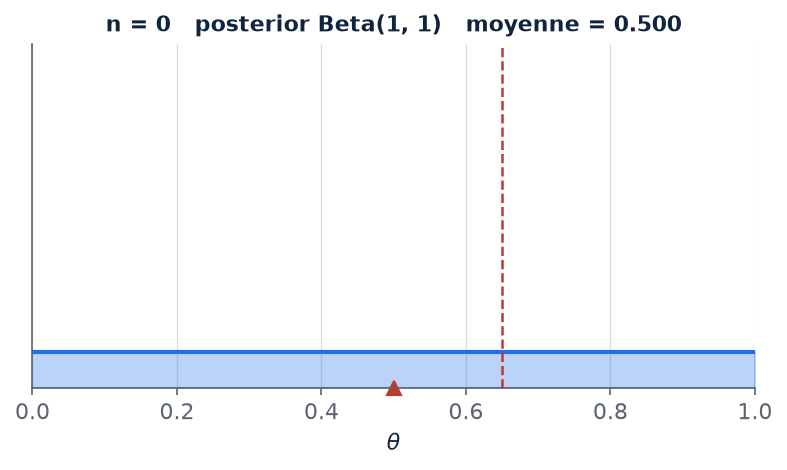 n = 0   posterior Beta(1, 1)   moyenne = 0.500
0.0 0.2 0.4 0.6 0.8 1.0
θ